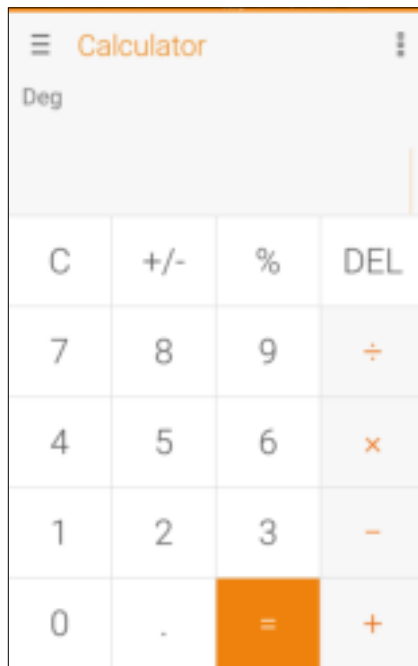 Calculator
Deg
C +/- % DEL
7 8 9 ÷
4 5 6 ×
1 2 3 −
0 . = +